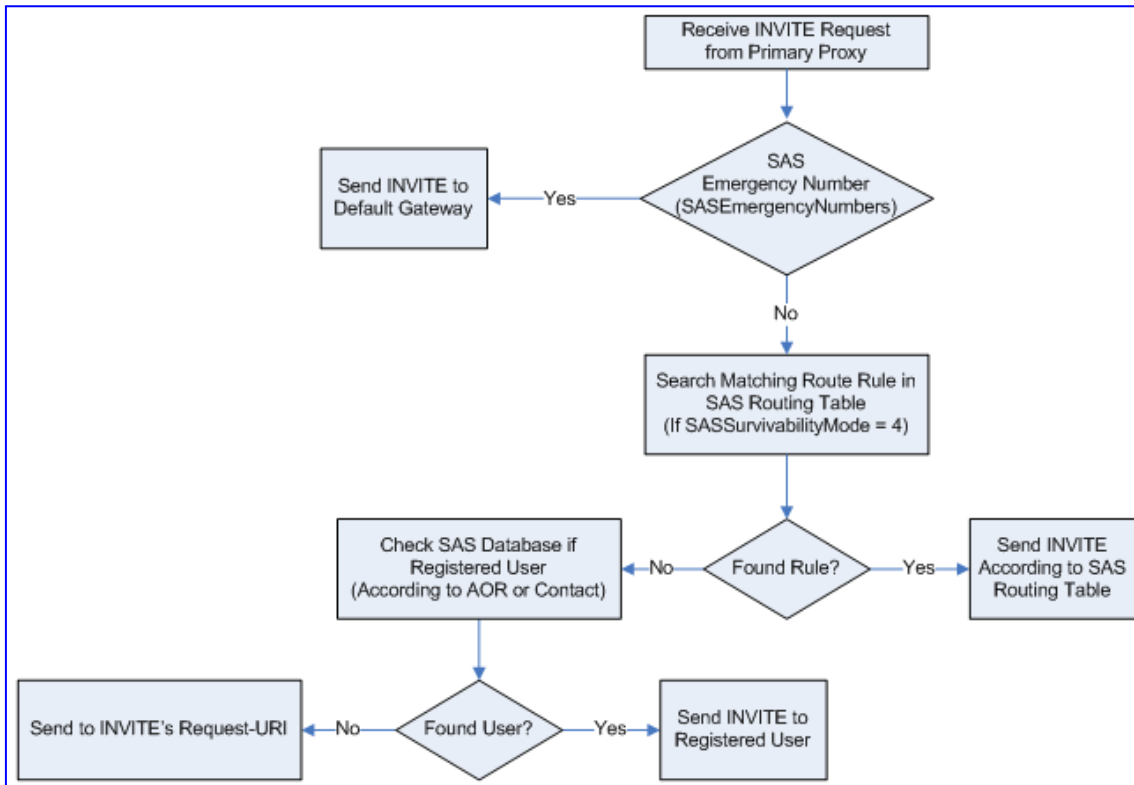 Receive INVITE Request
from Primary Proxy
SAS
Emergency Number
(SASEmergencyNumbers)
Yes
Send INVITE to
Default Gateway
No
Search Matching Route Rule in
SAS Routing Table
(If SASSurvivabilityMode = 4)
Found Rule?
No
Yes
Check SAS Database if
Registered User
(According to AOR or Contact)
Send INVITE
According to SAS
Routing Table
Found User?
No
Yes
Send to INVITE's Request-URI
Send INVITE to
Registered User